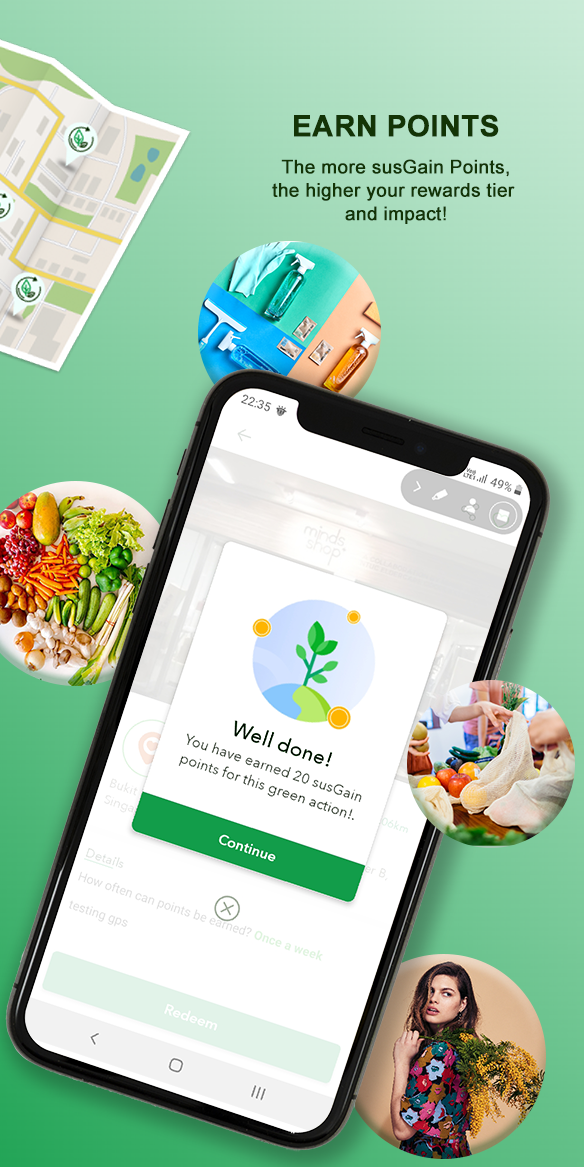 EARN POINTS
The more susGain Points,
the higher your rewards tier
and impact!
22:35
LTE1 49%
minds
shop
Well done!
You have earned 20 susGain
points for this green action!.
Continue
Bukit
Singa
06km
er 8,
Details
How often can points be earned? Once a week
testing gps
Redeem